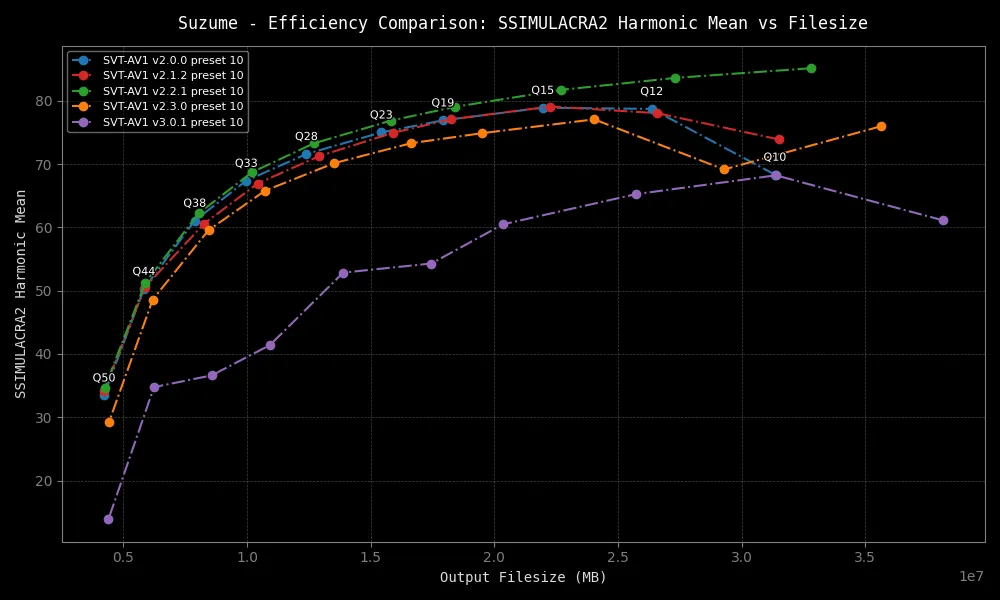 Suzume - Efficiency Comparison: SSIMULACRA2 Harmonic Mean vs Filesize
SVT-AV1 v2.0.0 preset 10
SVT-AV1 v2.1.2 preset 10
SVT-AV1 v2.2.1 preset 10
SVT-AV1 v2.3.0 preset 10
SVT-AV1 v3.0.1 preset 10
SSIMULACRA2 Harmonic Mean
80
70
60
50
40
30
20
Q50
Q44
Q38
Q33
Q28
Q23
Q19
Q15
Q12
Q10
0.5
1.0
1.5
2.0
2.5
3.0
3.5
1e7
Output Filesize (MB)